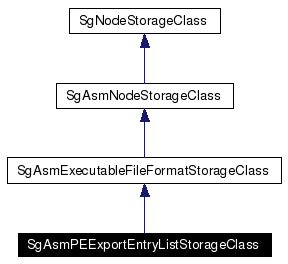 SgNodeStorageClass
SgAsmNodeStorageClass
SgAsmExecutableFileFormatStorageClass
SgAsmPEExportEntryListStorageClass